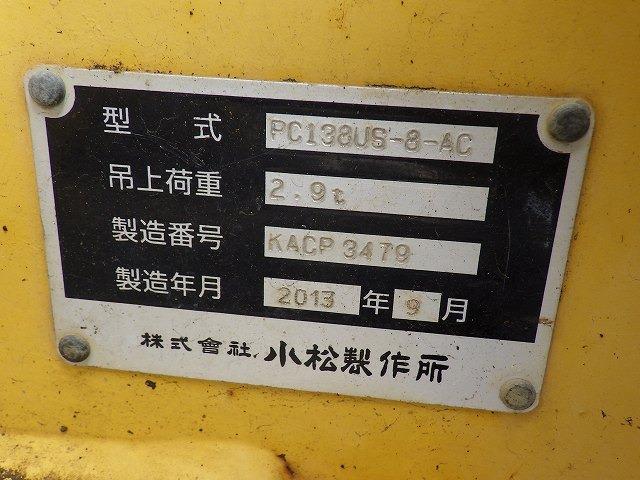 型 式 PC138US-8-AC
吊上荷重 2.9t
製造番号 KACP 3479
製造年月 2013 年 9 月
株式會社 小松製作所